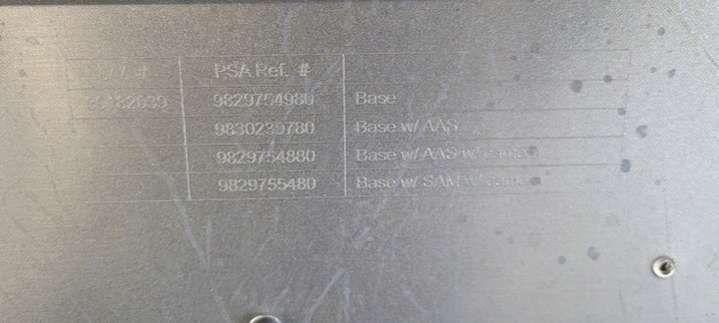 PSA Ref. #
9829754980 Base
9830239780 Base w/ AAS
9829754880 Base w/ AAS w/
9829755480 Base w/ SAM